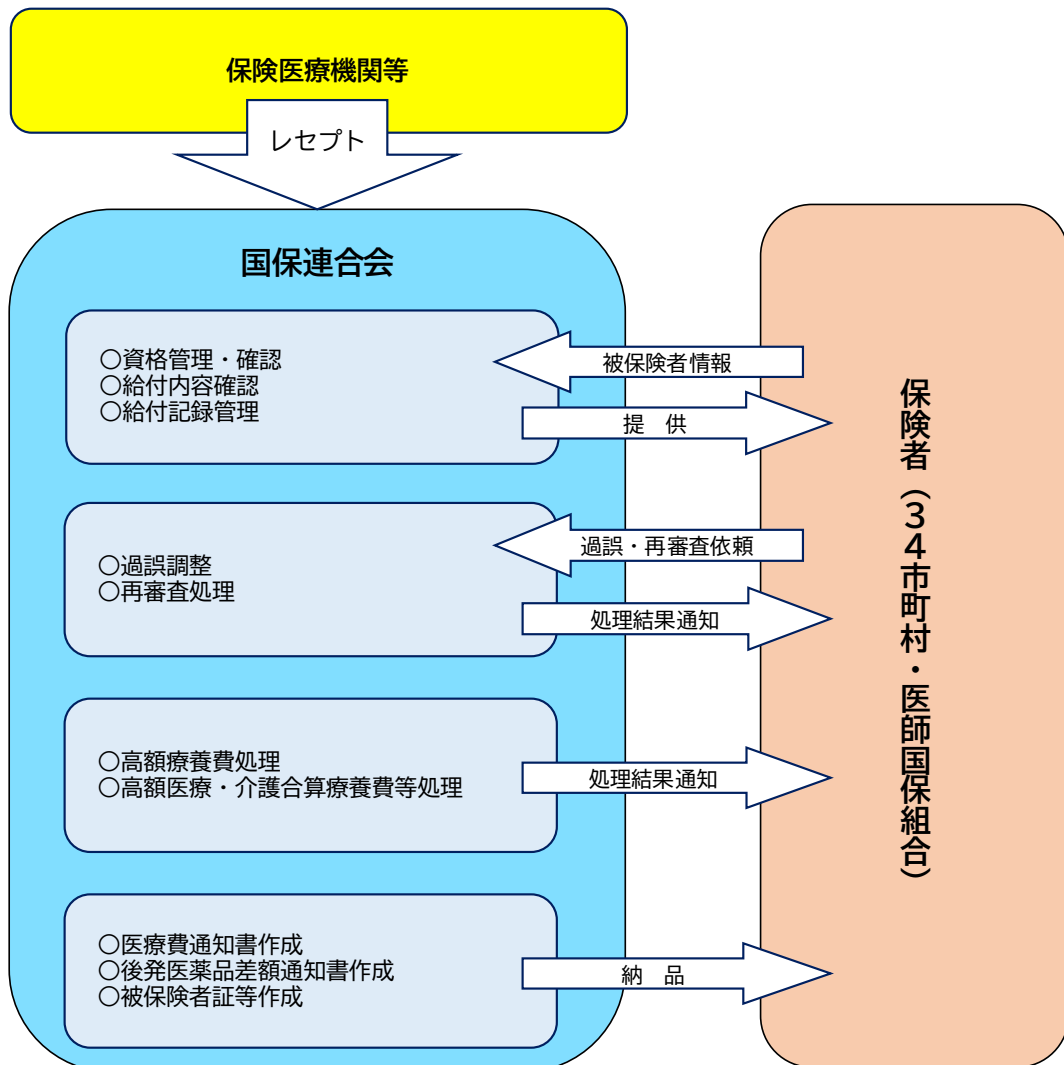 保険医療機関等
レセプト
国保連合会
○資格管理・確認
○給付内容確認
○給付記録管理
被保険者情報
提　供
○過誤調整
○再審査処理
過誤・再審査依頼
処理結果通知
○高額療養費処理
○高額医療・介護合算療養費等処理
処理結果通知
○医療費通知書作成
○後発医薬品差額通知書作成
○被保険者証等作成
納　品
保険者（３４市町村・医師国保組合）